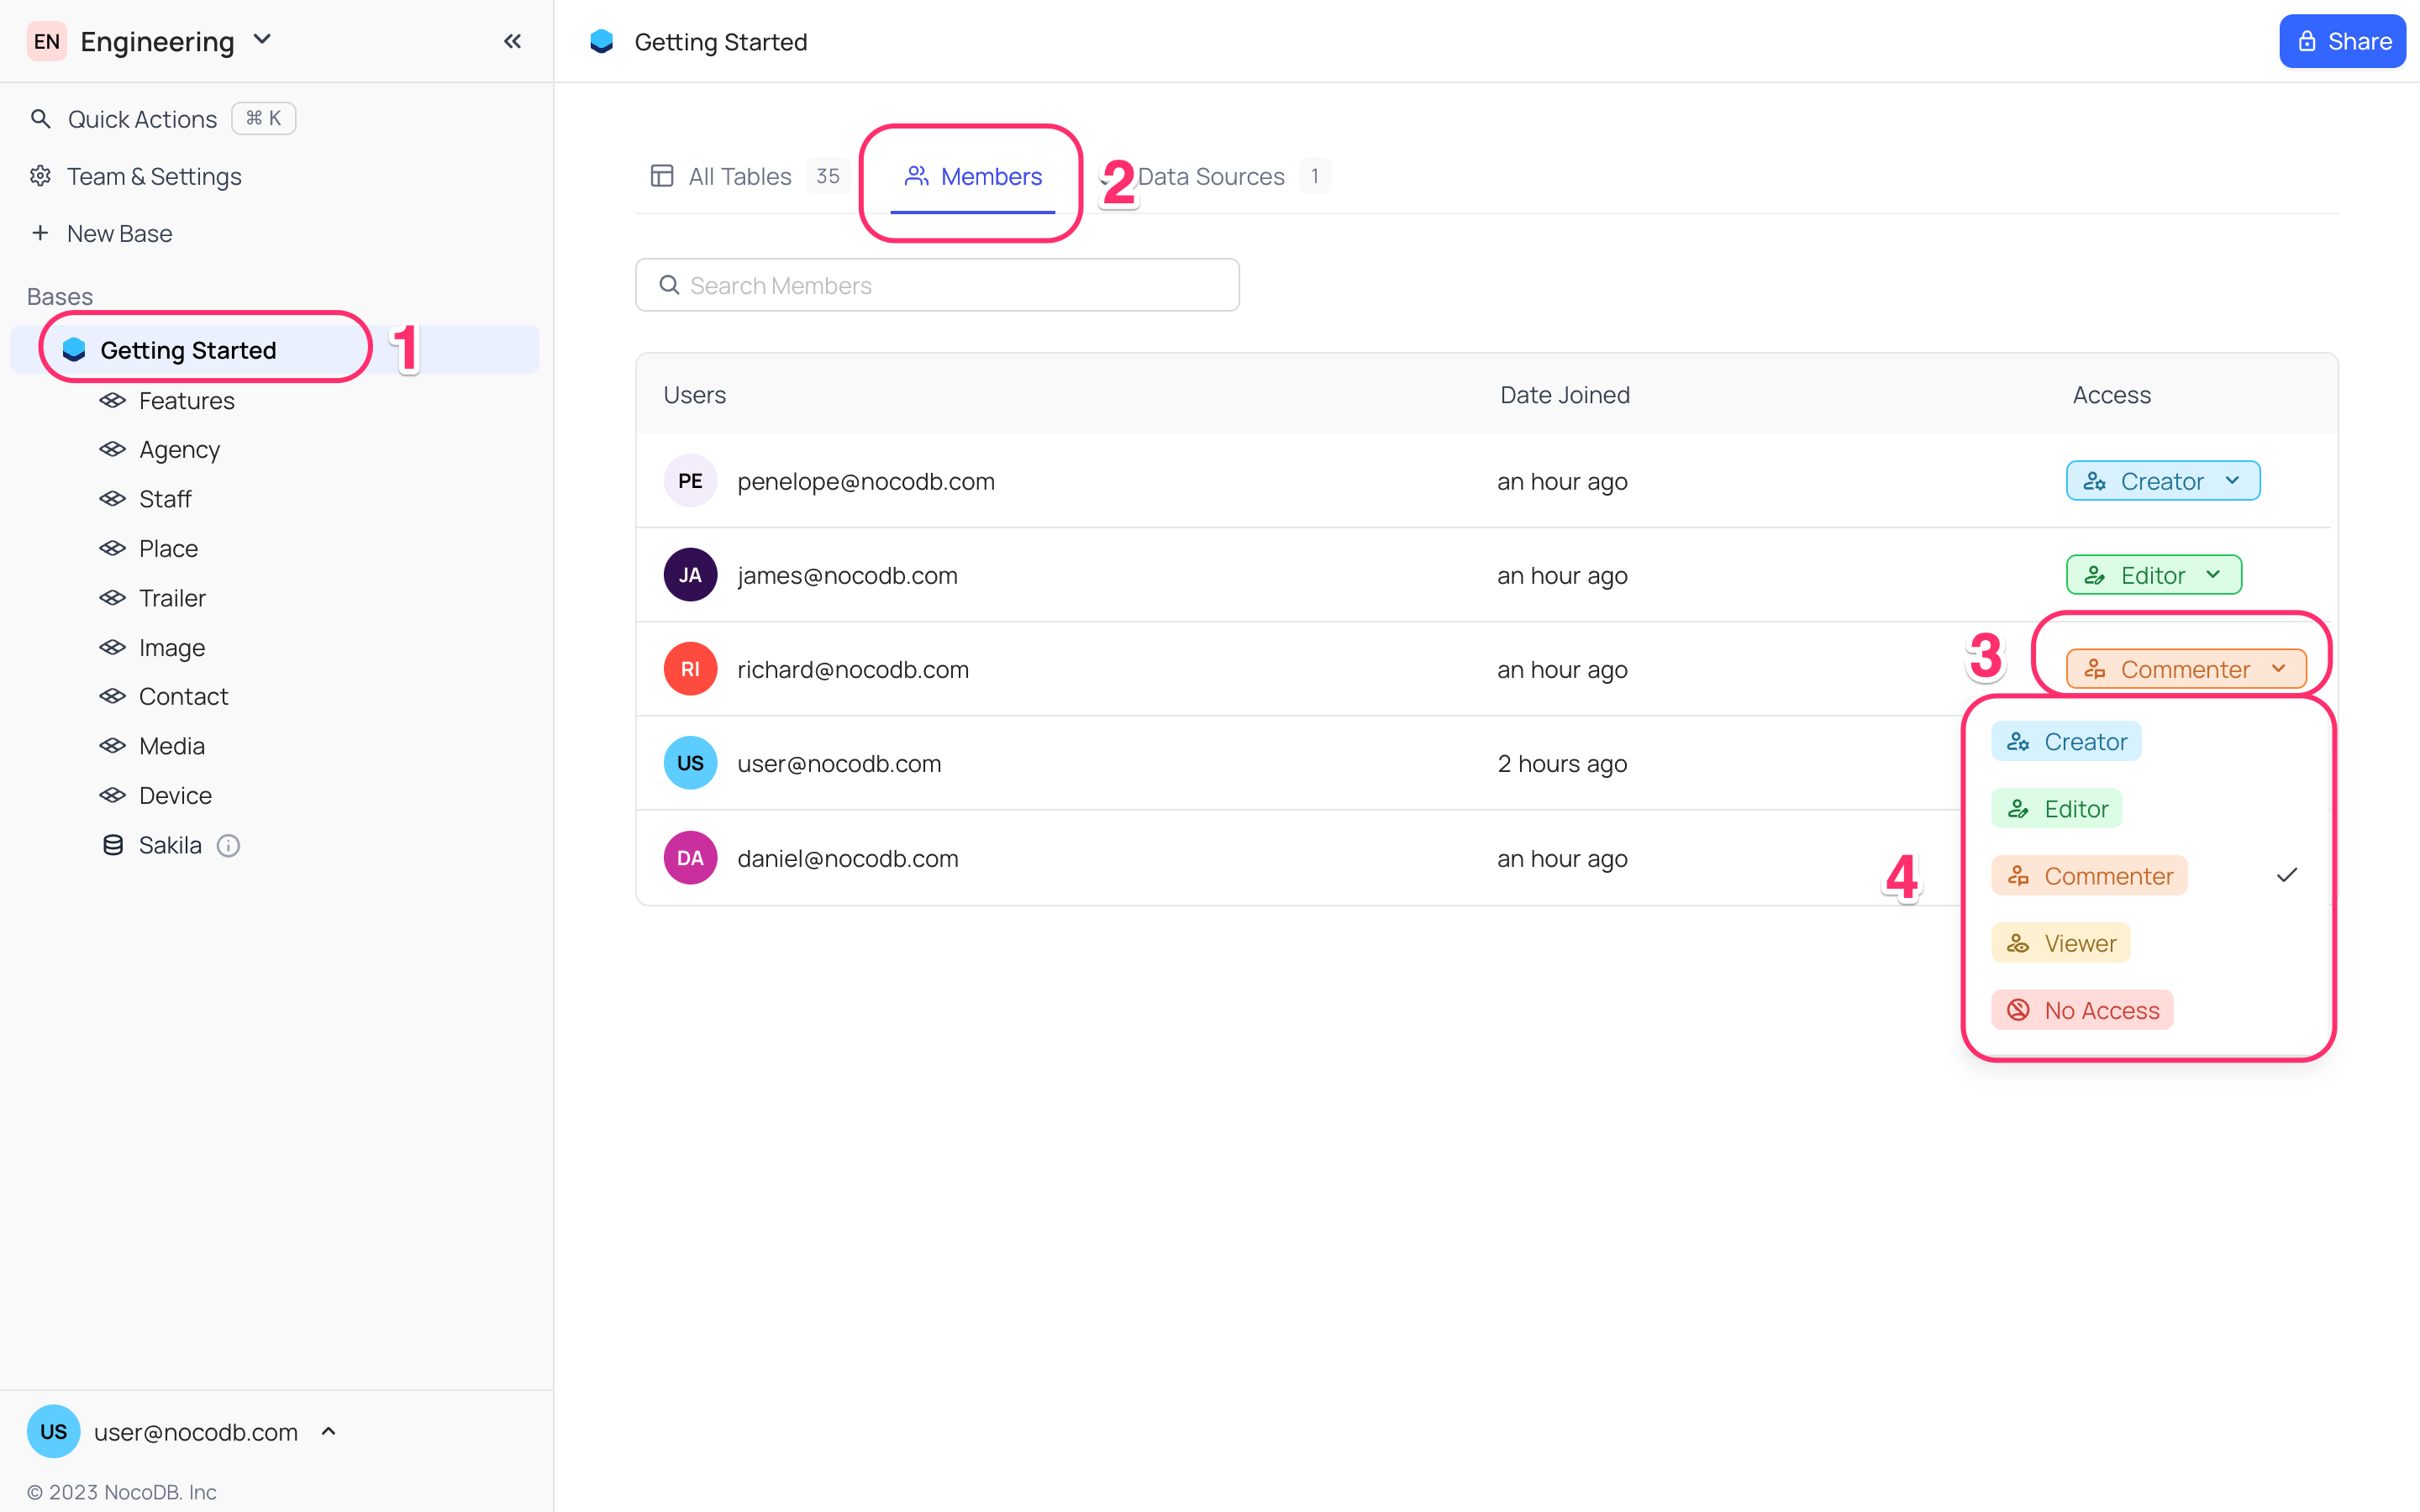 EN Engineering
Quick Actions ⌘ K
Team & Settings
New Base
Bases
Getting Started 1
Features
Agency
Staff
Place
Trailer
Image
Contact
Media
Device
Sakila
US user@nocodb.com
© 2023 NocoDB. Inc
Getting Started
Share
All Tables 35 Members 2 Data Sources 1
Search Members
Users Date Joined Access
PE penelope@nocodb.com an hour ago Creator
JA james@nocodb.com an hour ago Editor
RI richard@nocodb.com an hour ago 3 Commenter
US user@nocodb.com 2 hours ago
DA daniel@nocodb.com an hour ago
4
Creator
Editor
Commenter
Viewer
No Access